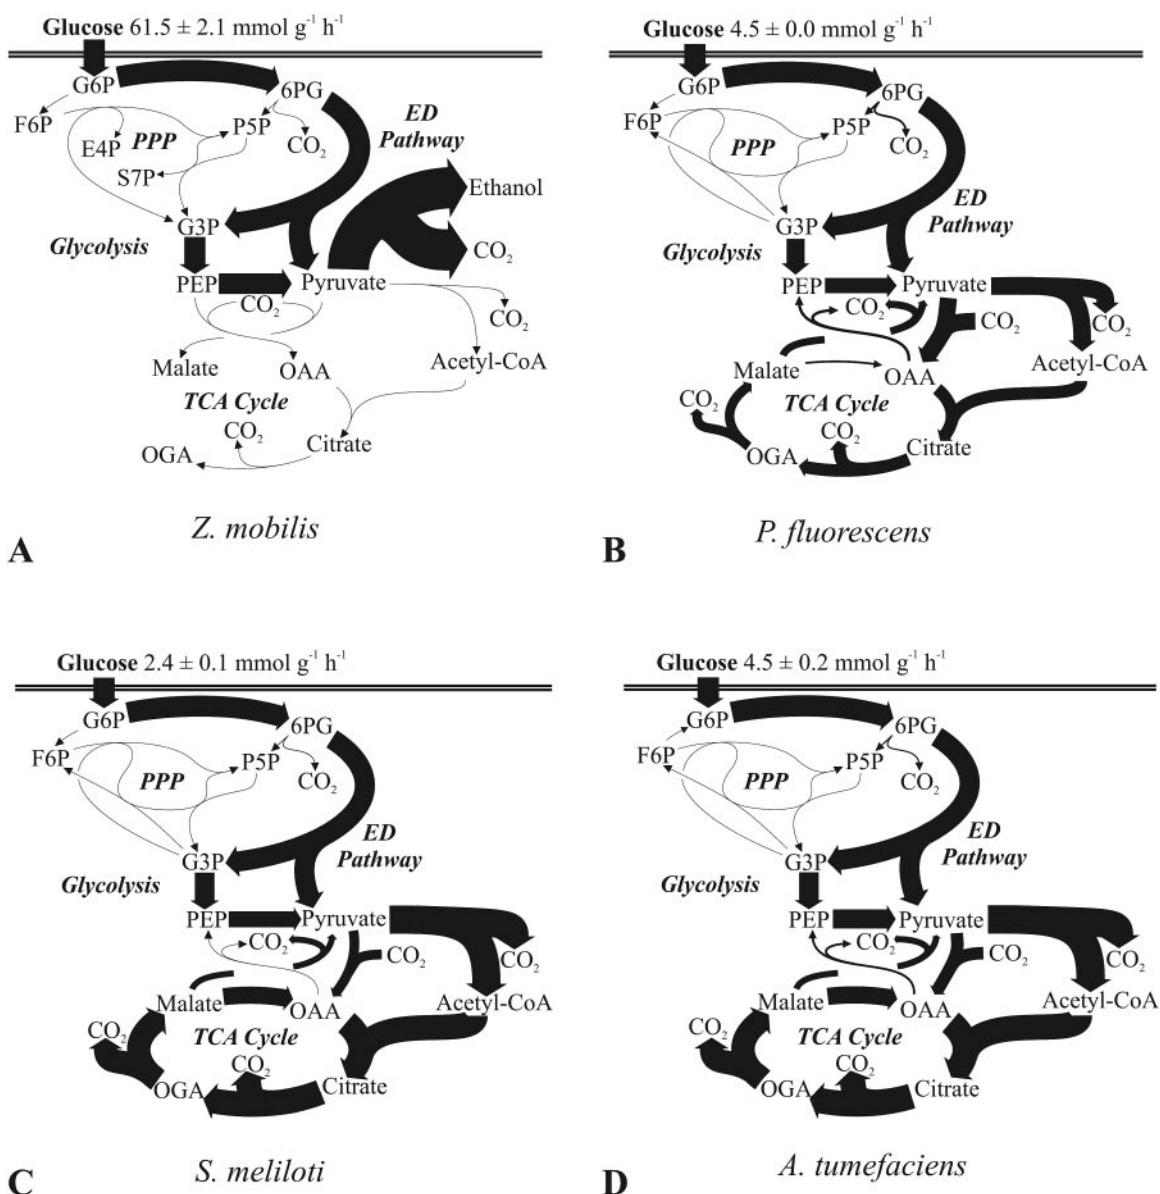 Glucose 61.5 ± 2.1 mmol g⁻¹ h⁻¹
G6P
6PG
F6P
E4P
PPP
P5P
CO₂
ED
Pathway
S7P
Ethanol
G3P
Glycolysis
CO₂
PEP
Pyruvate
CO₂
CO₂
Malate
OAA
Acetyl-CoA
TCA Cycle
CO₂
Citrate
OGA
Z. mobilis
A
Glucose 4.5 ± 0.0 mmol g⁻¹ h⁻¹
G6P
6PG
F6P
PPP
P5P
CO₂
ED
Pathway
G3P
Glycolysis
PEP
Pyruvate
CO₂
CO₂
CO₂
Malate
OAA
Acetyl-CoA
CO₂
TCA Cycle
CO₂
OGA
Citrate
P. fluorescens
B
Glucose 2.4 ± 0.1 mmol g⁻¹ h⁻¹
G6P
6PG
F6P
PPP
P5P
CO₂
ED
Pathway
G3P
Glycolysis
PEP
Pyruvate
CO₂
CO₂
CO₂
Malate
OAA
Acetyl-CoA
CO₂
TCA Cycle
CO₂
OGA
Citrate
S. meliloti
C
Glucose 4.5 ± 0.2 mmol g⁻¹ h⁻¹
G6P
6PG
F6P
PPP
P5P
CO₂
ED
Pathway
G3P
Glycolysis
PEP
Pyruvate
CO₂
CO₂
CO₂
Malate
OAA
Acetyl-CoA
CO₂
TCA Cycle
CO₂
OGA
Citrate
A. tumefaciens
D